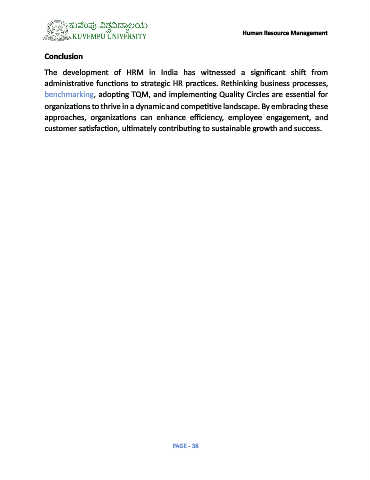 ಕುವೆಂಪು ವಿಶ್ವವಿದ್ಯಾಲಯ
KUVEMPU UNIVERSITY
Human Resource Management
Conclusion
The development of HRM in India has witnessed a significant shift from
administrative functions to strategic HR practices. Rethinking business processes,
benchmarking, adopting TQM, and implementing Quality Circles are essential for
organizations to thrive in a dynamic and competitive landscape. By embracing these
approaches, organizations can enhance efficiency, employee engagement, and
customer satisfaction, ultimately contributing to sustainable growth and success.
PAGE - 38